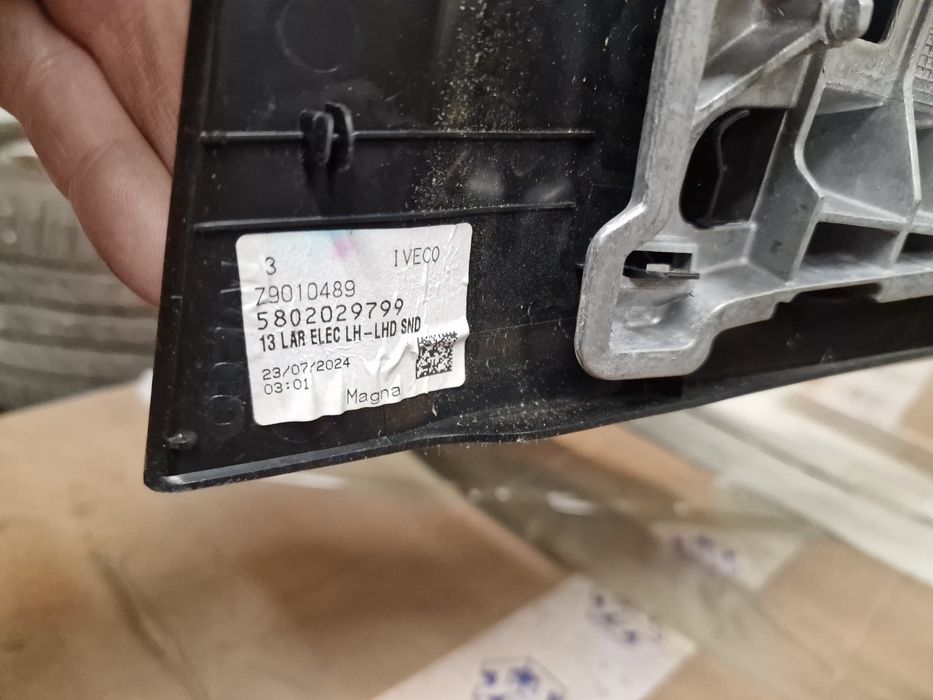 3 IVECO
Z9010489
5802029799
13 LAR ELEC LH-LHD SND
23/07/2024
03:01
Magna